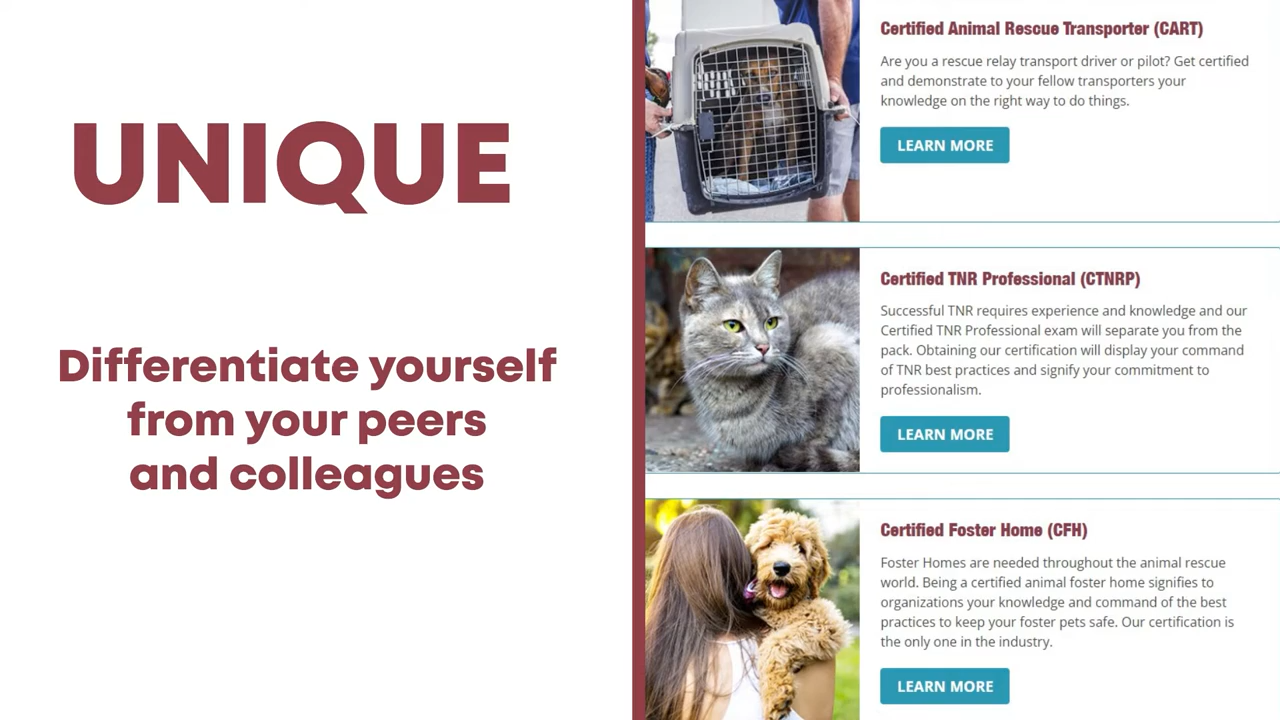 UNIQUE
Differentiate yourself
from your peers
and colleagues
Certified Animal Rescue Transporter (CART)
Are you a rescue relay transport driver or pilot? Get certified
and demonstrate to your fellow transporters your
knowledge on the right way to do things.
LEARN MORE
Certified TNR Professional (CTNRP)
Successful TNR requires experience and knowledge and our
Certified TNR Professional exam will separate you from the
pack. Obtaining our certification will display your command
of TNR best practices and signify your commitment to
professionalism.
LEARN MORE
Certified Foster Home (CFH)
Foster Homes are needed throughout the animal rescue
world. Being a certified animal foster home signifies to
organizations your knowledge and command of the best
practices to keep your foster pets safe. Our certification is
the only one in the industry.
LEARN MORE